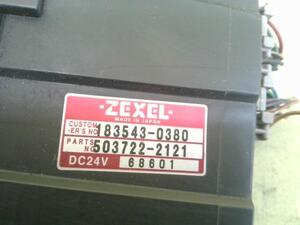 ZEXEL
MADE IN JAPAN
CUSTOM -ER'S NO 183543-0380
PARTS NO 503722-2121
DC24V 68601